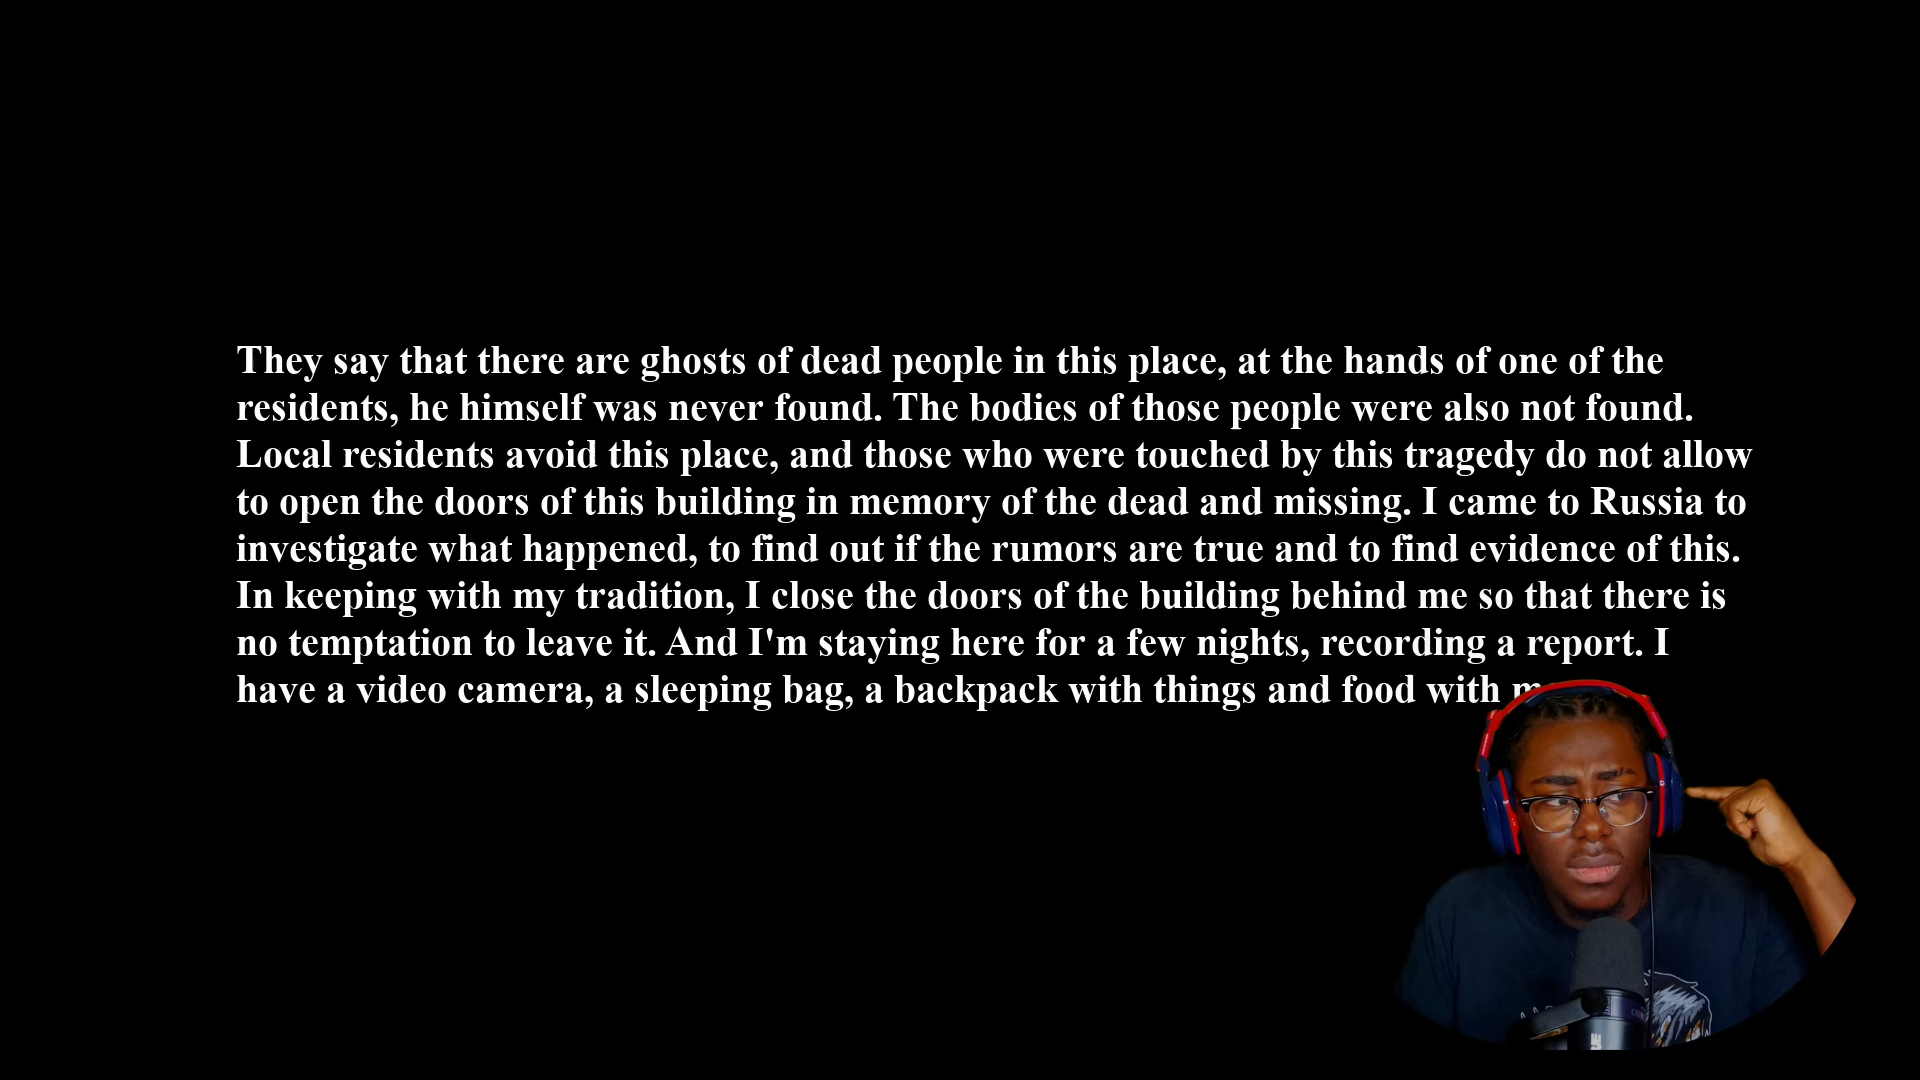 They say that there are ghosts of dead people in this place, at the hands of one of the
residents, he himself was never found. The bodies of those people were also not found.
Local residents avoid this place, and those who were touched by this tragedy do not allow
to open the doors of this building in memory of the dead and missing. I came to Russia to
investigate what happened, to find out if the rumors are true and to find evidence of this.
In keeping with my tradition, I close the doors of the building behind me so that there is
no temptation to leave it. And I'm staying here for a few nights, recording a report. I
have a video camera, a sleeping bag, a backpack with things and food with